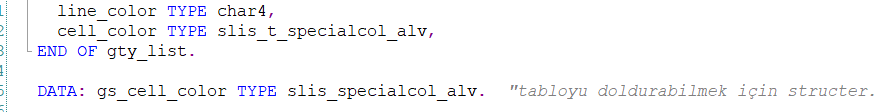 line_color TYPE char4,
cell_color TYPE slis_t_specialcol_alv,
END OF gty_list.
DATA: gs_cell_color TYPE slis_specialcol_alv. "tabloyu doldurabilmek için structer.